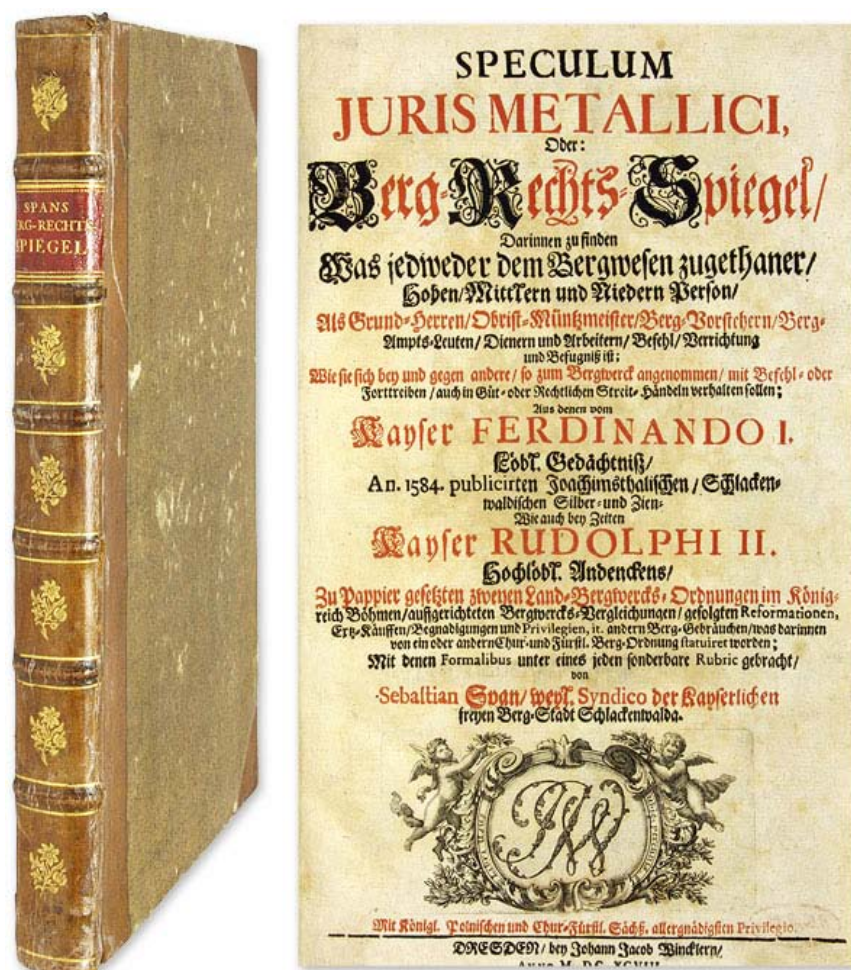 SPANS
ERG-RECHTS
SPIEGEL
SPECULUM
JURIS METALLICI,
Oder:
Berg-Rechts-Spiegel/
Darinnen zu finden
Was jedweder dem Bergwesen zugethaner/
Hohen/Mittlern und Niedern Person/
Als Grund-Herren/Obrist-Müntzmeister/Berg-Vorstehern/Berg-
Ampts-Leuten/Dienern und Arbeitern/Befehl/Verrichtung
und Befugniß ist;
Wie sie sich bey und gegen andere/so zum Bergwerck angenommen/mit Befehl-oder
Forttreiben/auch in Güt-oder Rechtlichen Streit-Händeln verhalten sollen;
Aus denen vom
Kayser FERDINANDO I.
Löbl. Gedächtniß/
An. 1584. publicirten Joachimsthalischen/Schlacken-
waldischen Silber-und Zien-
Wie auch bey Zeiten
Kayser RUDOLPHI II.
Hochlöbl. Andenckens/
Zu Pappier gesetzten zweyen Land-Bergwercks-Ordnungen im König-
reich Böhmen/auffgerichteten Bergwercks-Vergleichungen/gefolgten Reformationen,
Ertz-Käuffen/Begnadigungen und Privilegien, it. andern Berg-Gebräuchen/was darinnen
von ein oder andern Chur-und Fürstl. Berg-Ordnung statuiret worden;
Mit denen Formalibus unter eines jeden sonderbare Rubric gebracht/
von
Sebastian Span/weyl. Syndico der Kayserlichen
freyen Berg-Stadt Schlackenwalda.
Mit Königl. Polnischen und Chur-Fürstl. Sächß. allergnädigsten Privilegio.
DRESDEN/bey Johann Jacob Wincklern/
Anno M. DC. XCVIII.